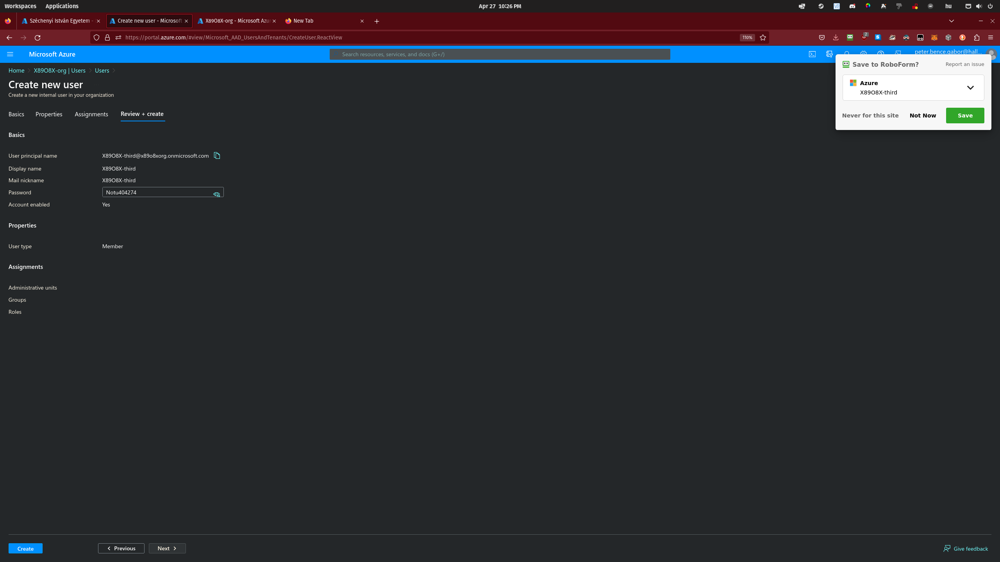 Workspaces Applications Apr 27 10:26 PM hu
Széchenyi István Egyetem - Create new user - Microsoft X89O8X-org - Microsoft Azur New Tab
https://portal.azure.com/#view/Microsoft_AAD_UsersAndTenants/CreateUser.ReactView 110% 2
Microsoft Azure Search resources, services, and docs (G+/) peter.bence.gabor@hall...
Home X89O8X-org | Users Users
Create new user
Create a new internal user in your organization
Basics Properties Assignments Review + create
Save to RoboForm? Report an issue
Azure
X89O8X-third
Never for this site Not Now Save
Basics
User principal name X89O8X-third@x89o8xorg.onmicrosoft.com
Display name X89O8X-third
Mail nickname X89O8X-third
Password Notu404274
Account enabled Yes
Properties
User type Member
Assignments
Administrative units
Groups
Roles
Create Previous Next Give feedback